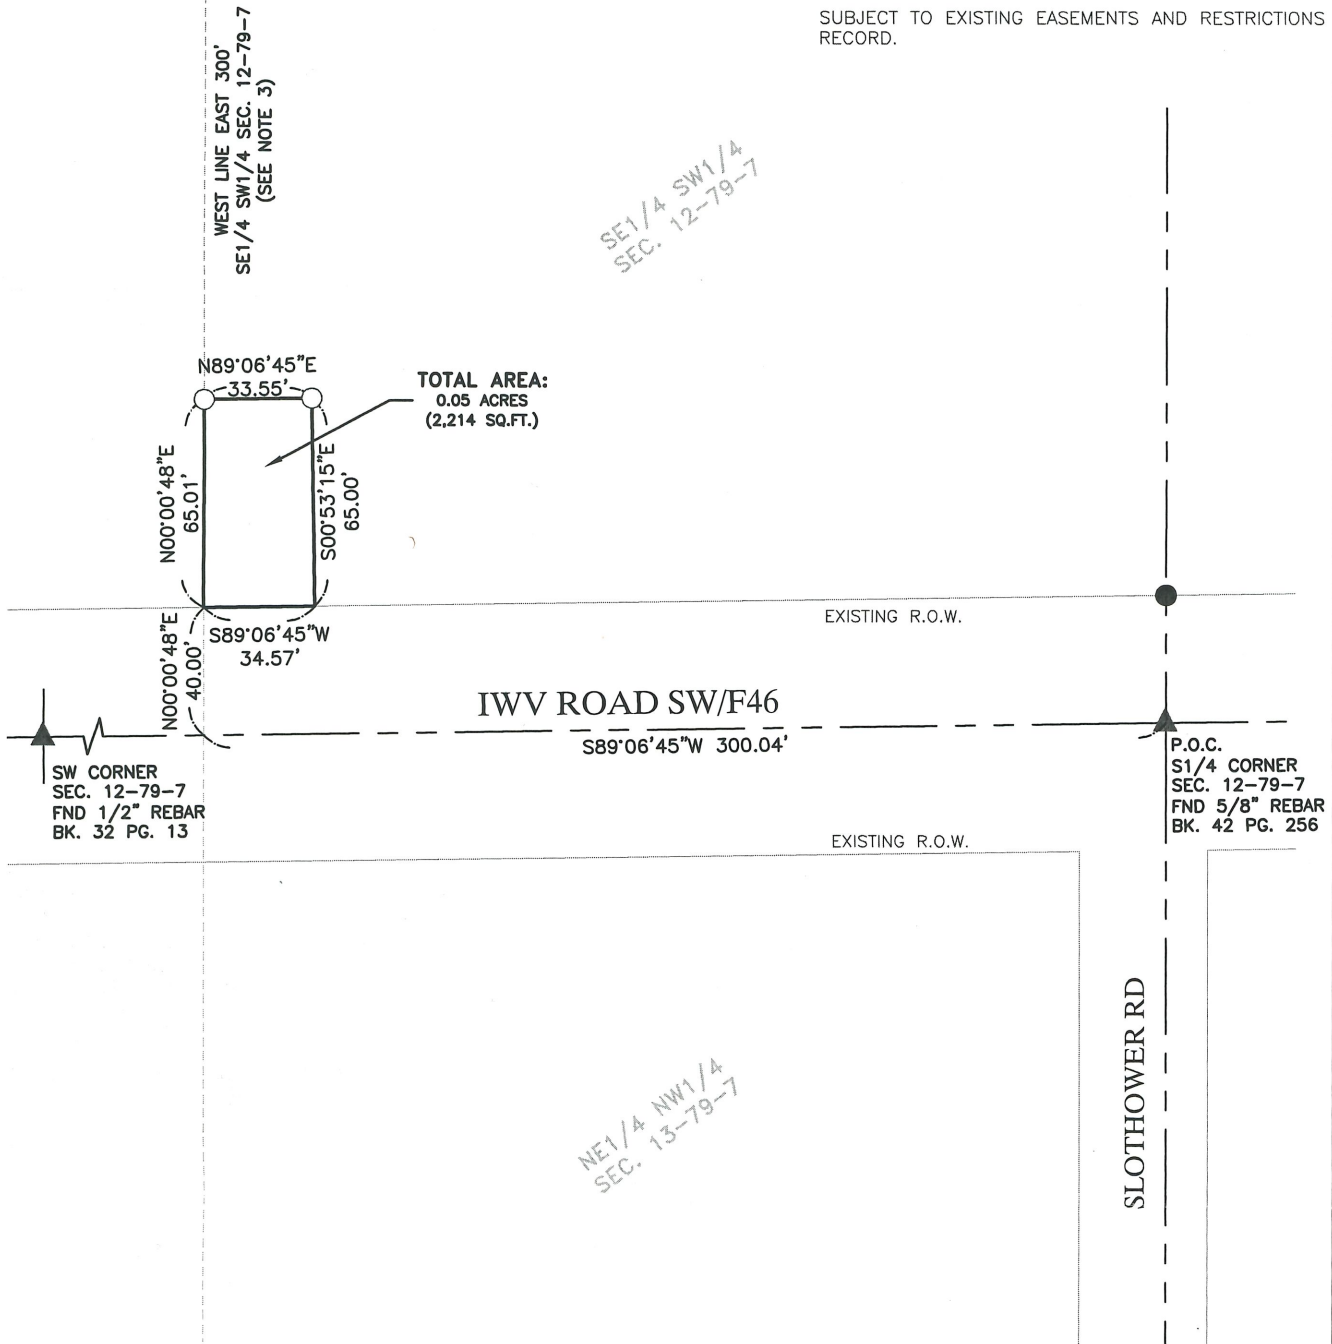 SUBJECT TO EXISTING EASEMENTS AND RESTRICTIONS
RECORD.
WEST LINE EAST 300'
SE1/4 SW1/4 SEC. 12-79-7
(SEE NOTE 3)
SE1/4 SW1/4
SEC. 12-79-7
N89°06'45"E
33.55'
TOTAL AREA:
0.05 ACRES
(2,214 SQ.FT.)
N00°00'48"E
65.01'
S00°53'15"E
65.00'
EXISTING R.O.W.
N00°00'48"E
40.00'
S89°06'45"W
34.57'
IWV ROAD SW/F46
S89°06'45"W 300.04'
SW CORNER
SEC. 12-79-7
FND 1/2" REBAR
BK. 32 PG. 13
P.O.C.
S1/4 CORNER
SEC. 12-79-7
FND 5/8" REBAR
BK. 42 PG. 256
EXISTING R.O.W.
SLOTHOWER RD
NE1/4 NW1/4
SEC. 13-79-7